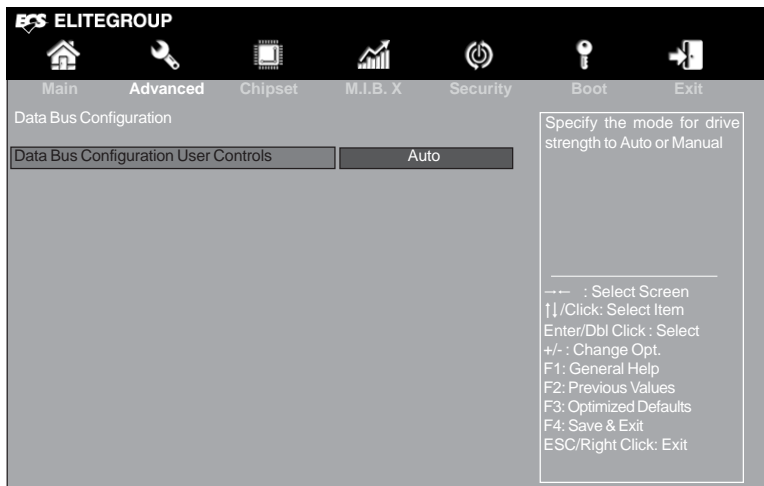 ECS ELITEGROUP
Main Advanced Chipset M.I.B. X Security Boot Exit
Data Bus Configuration
Data Bus Configuration User Controls Auto
Specify the mode for drive
strength to Auto or Manual
→← : Select Screen
↑↓/Click: Select Item
Enter/Dbl Click : Select
+/- : Change Opt.
F1: General Help
F2: Previous Values
F3: Optimized Defaults
F4: Save & Exit
ESC/Right Click: Exit